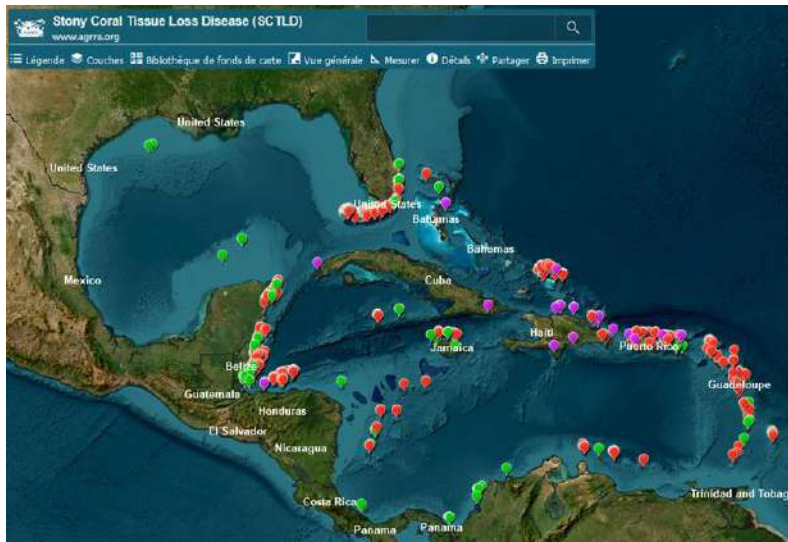 Stony Coral Tissue Loss Disease (SCTLD)
www.agrra.org
Légende Couches Bibliothèque de fonds de carte Vue générale Mesurer Détails Partager Imprimer
United States
United States
United States
Bahamas
Bahamas
Mexico
Cuba
Haiti
Jamaica
Puerto Rico
Belize
Guadeloupe
Guatemala
Honduras
El Salvador
Nicaragua
Trinidad and Tobag
Costa Rica
Panama
Panama